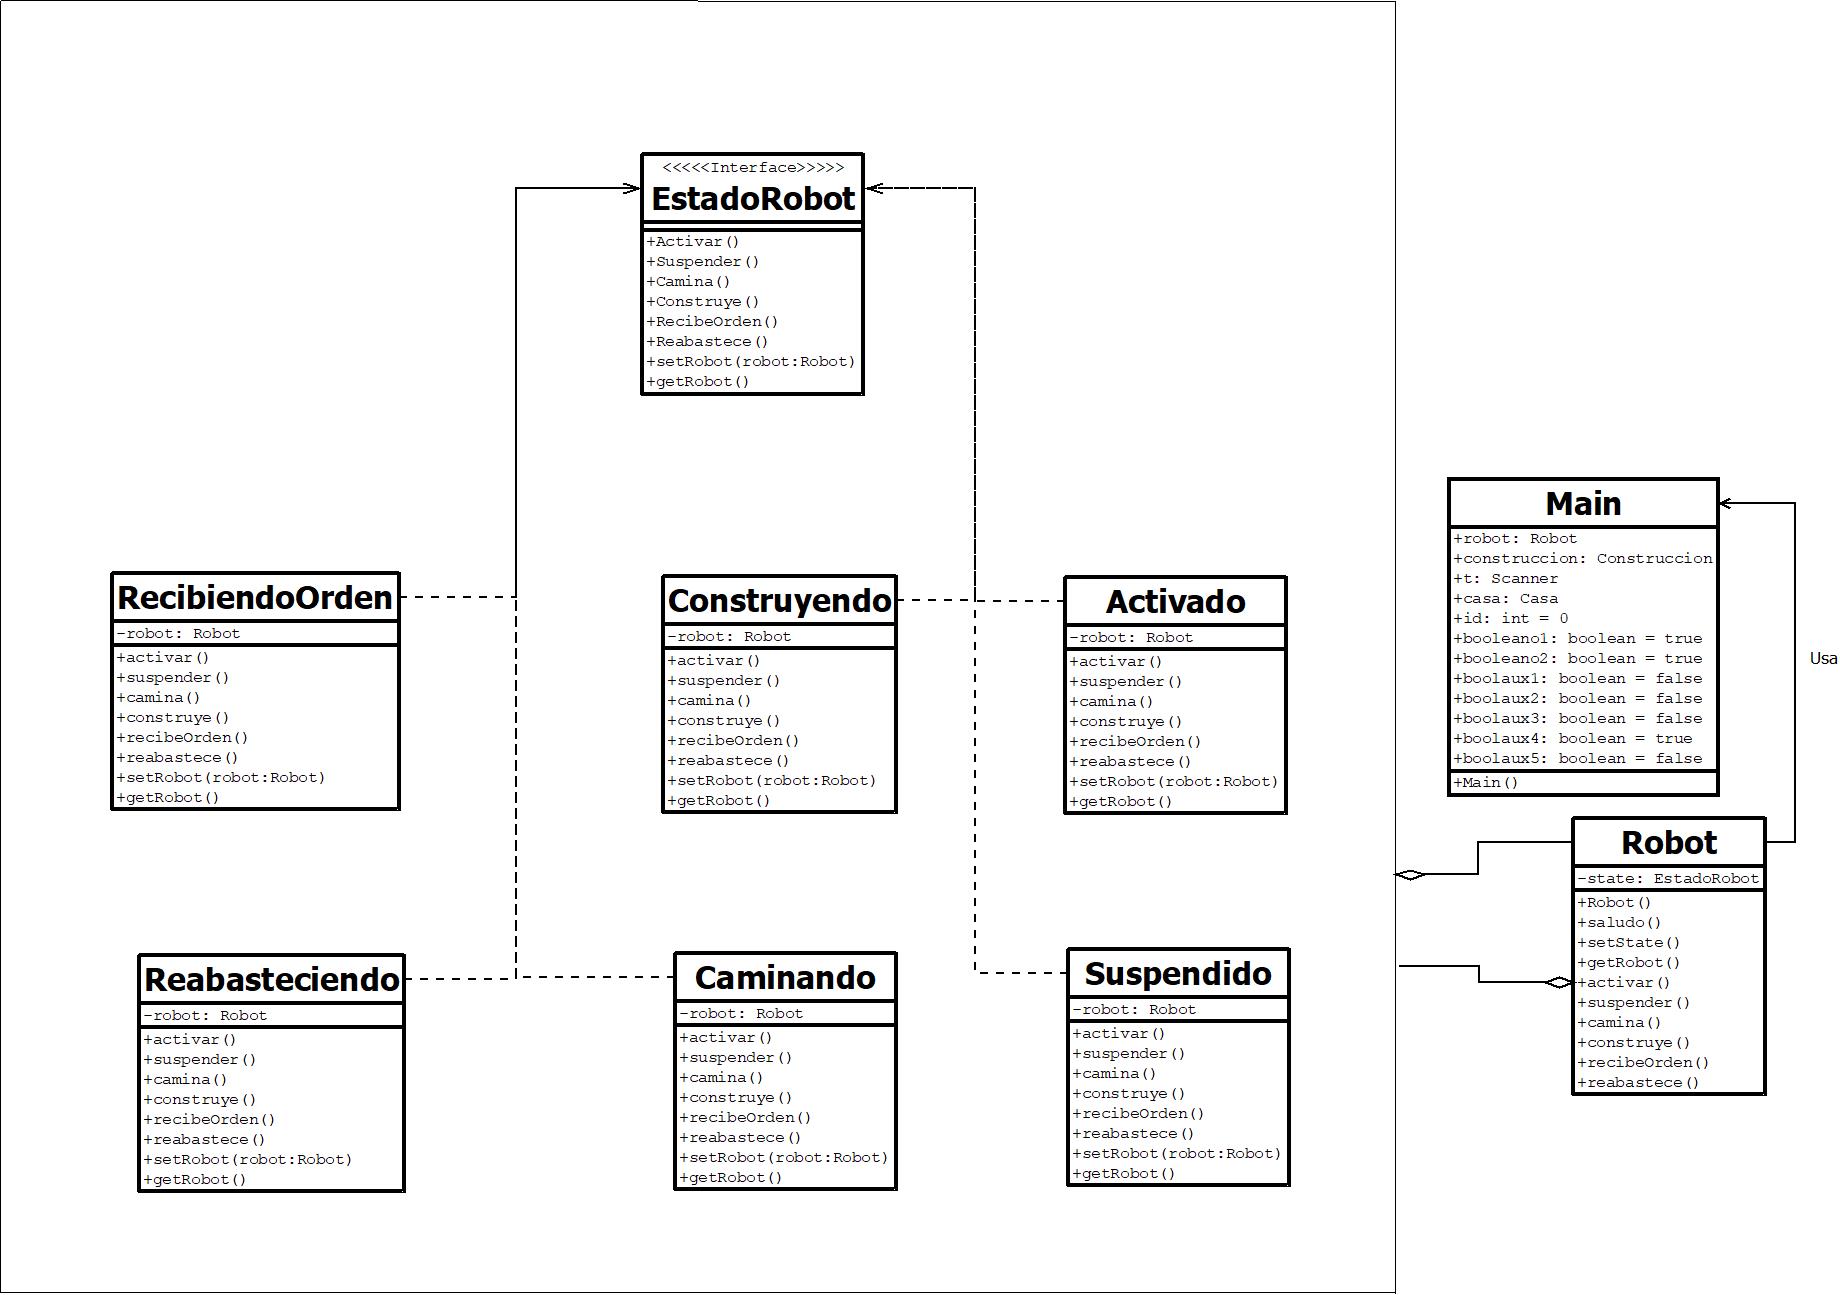 <<<<<Interface>>>>>
EstadoRobot
+Activar()
+Suspender()
+Camina()
+Construye()
+RecibeOrden()
+Reabastece()
+setRobot(robot:Robot)
+getRobot()
RecibiendoOrden
-robot: Robot
+activar()
+suspender()
+camina()
+construye()
+recibeOrden()
+reabastece()
+setRobot(robot:Robot)
+getRobot()
Construyendo
-robot: Robot
+activar()
+suspender()
+camina()
+construye()
+recibeOrden()
+reabastece()
+setRobot(robot:Robot)
+getRobot()
Activado
-robot: Robot
+activar()
+suspender()
+camina()
+construye()
+recibeOrden()
+reabastece()
+setRobot(robot:Robot)
+getRobot()
Reabasteciendo
-robot: Robot
+activar()
+suspender()
+camina()
+construye()
+recibeOrden()
+reabastece()
+setRobot(robot:Robot)
+getRobot()
Caminando
-robot: Robot
+activar()
+suspender()
+camina()
+construye()
+recibeOrden()
+reabastece()
+setRobot(robot:Robot)
+getRobot()
Suspendido
-robot: Robot
+activar()
+suspender()
+camina()
+construye()
+recibeOrden()
+reabastece()
+setRobot(robot:Robot)
+getRobot()
Main
+robot: Robot
+construccion: Construccion
+t: Scanner
+casa: Casa
+id: int = 0
+booleano1: boolean = true
+booleano2: boolean = true
+boolaux1: boolean = false
+boolaux2: boolean = false
+boolaux3: boolean = false
+boolaux4: boolean = true
+boolaux5: boolean = false
+Main()
Usa
Robot
-state: EstadoRobot
+Robot()
+saludo()
+setState()
+getRobot()
+activar()
+suspender()
+camina()
+construye()
+recibeOrden()
+reabastece()